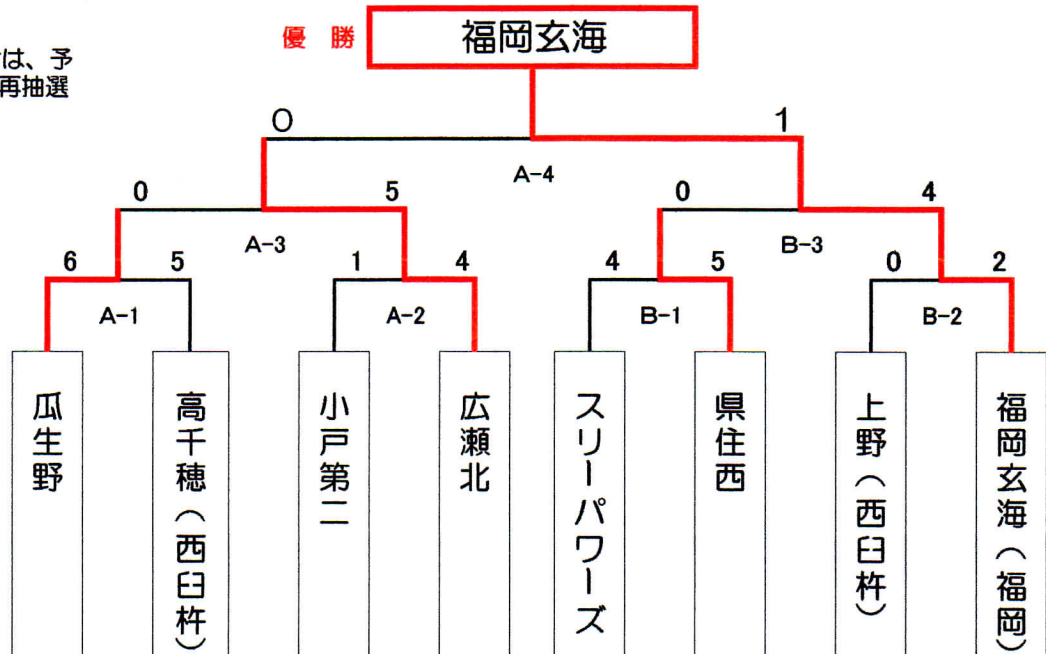 優勝
福岡玄海
は、予
再抽選
0 1
A-4
0 5 0 4
A-3 B-3
6 5 1 4 4 5 0 2
A-1 A-2 B-1 B-2
瓜生野
高千穂(西臼杵)
小戸第二
広瀬北
スリーパワーズ
県住西
上野(西臼杵)
福岡玄海(福岡)